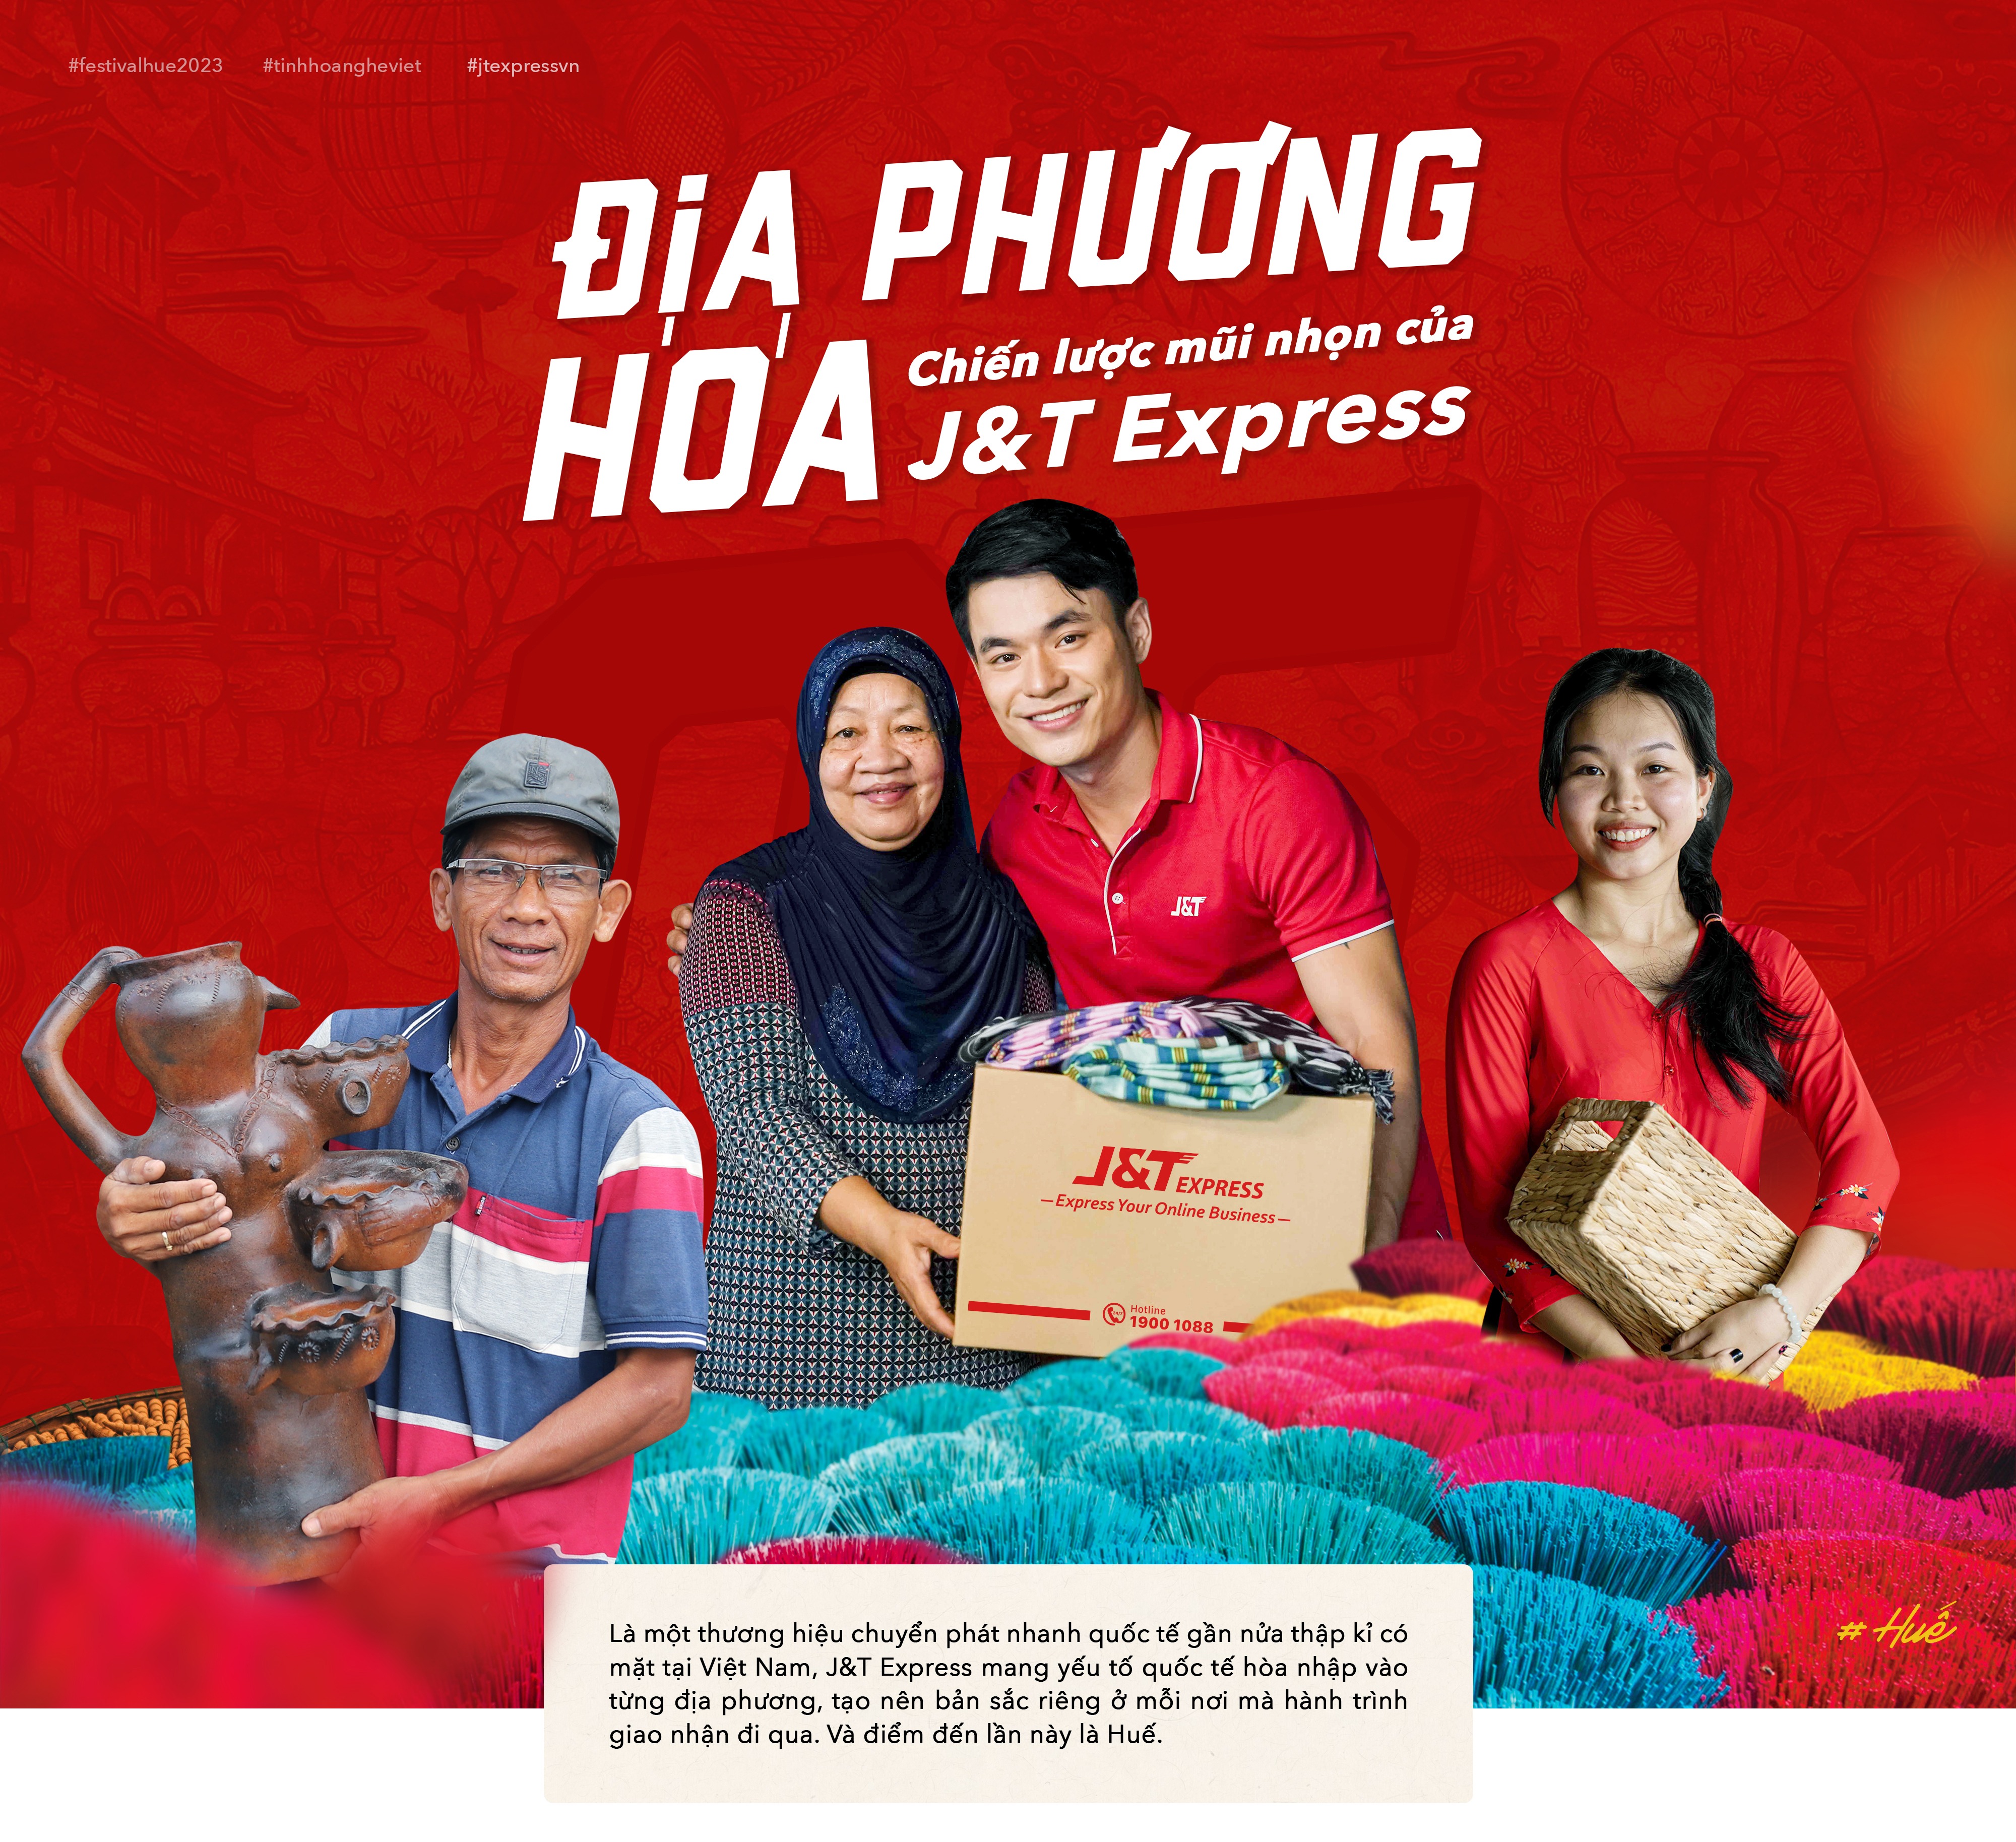 #festivalhue2023 #tinhhoangheviet #jtexpressvn
ĐỊA PHƯƠNG
HOÁ
Chiến lược mũi nhọn của
J&T Express
J&T
J&T EXPRESS
—Express Your Online Business—
24/7
Hotline
1900 1088
# Huế
Là một thương hiệu chuyển phát nhanh quốc tế gần nửa thập kỉ có
mặt tại Việt Nam, J&T Express mang yếu tố quốc tế hòa nhập vào
từng địa phương, tạo nên bản sắc riêng ở mỗi nơi mà hành trình
giao nhận đi qua. Và điểm đến lần này là Huế.